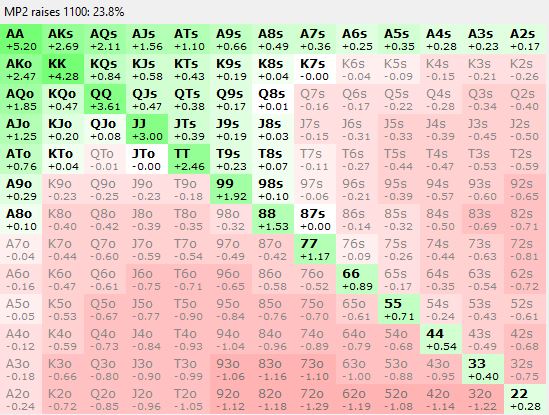 MP2 raises 1100: 23.8%
AA AKs AQs AJs ATs A9s A8s A7s A6s A5s A4s A3s A2s
+5.20 +2.69 +2.11 +1.56 +1.10 +0.66 +0.49 +0.36 +0.25 +0.35 +0.28 +0.23 +0.17
AKo KK KQs KJs KTs K9s K8s K7s K6s K5s K4s K3s K2s
+2.47 +4.28 +0.84 +0.58 +0.43 +0.19 +0.04 -0.00 -0.04 -0.09 -0.15 -0.21 -0.26
AQo KQo QQ QJs QTs Q9s Q8s Q7s Q6s Q5s Q4s Q3s Q2s
+1.85 +0.47 +3.61 +0.47 +0.38 +0.17 +0.01 -0.16 -0.17 -0.22 -0.28 -0.34 -0.40
AJo KJo QJo JJ JTs J9s J8s J7s J6s J5s J4s J3s J2s
+1.25 +0.20 +0.08 +3.00 +0.39 +0.19 +0.03 -0.15 -0.31 -0.33 -0.39 -0.45 -0.50
ATo KTo QTo JTo TT T9s T8s T7s T6s T5s T4s T3s T2s
+0.76 +0.04 -0.01 -0.00 +2.46 +0.23 +0.07 -0.11 -0.27 -0.44 -0.47 -0.53 -0.59
A9o K9o Q9o J9o T9o 99 98s 97s 96s 95s 94s 93s 92s
+0.29 -0.23 -0.25 -0.23 -0.18 +1.92 +0.10 -0.06 -0.21 -0.39 -0.57 -0.60 -0.65
A8o K8o Q8o J8o T8o 98o 88 87s 86s 85s 84s 83s 82s
+0.10 -0.40 -0.42 -0.39 -0.35 -0.32 +1.53 +0.00 -0.14 -0.32 -0.50 -0.69 -0.71
A7o K7o Q7o J7o T7o 97o 87o 77 76s 75s 74s 73s 72s
-0.04 -0.44 -0.60 -0.57 -0.54 -0.49 -0.42 +1.17 -0.09 -0.26 -0.44 -0.63 -0.81
A6o K6o Q6o J6o T6o 96o 86o 76o 66 65s 64s 63s 62s
-0.16 -0.47 -0.61 -0.75 -0.71 -0.65 -0.58 -0.52 +0.89 -0.17 -0.35 -0.54 -0.72
A5o K5o Q5o J5o T5o 95o 85o 75o 65o 55 54s 53s 52s
-0.05 -0.53 -0.67 -0.77 -0.90 -0.84 -0.76 -0.70 -0.61 +0.71 -0.24 -0.43 -0.61
A4o K4o Q4o J4o T4o 94o 84o 74o 64o 54o 44 43s 42s
-0.12 -0.59 -0.73 -0.84 -0.93 -1.04 -0.96 -0.89 -0.79 -0.68 +0.54 -0.49 -0.68
A3o K3o Q3o J3o T3o 93o 83o 73o 63o 53o 43o 33 32s
-0.18 -0.66 -0.80 -0.90 -0.99 -1.06 -1.16 -1.10 -1.00 -0.88 -0.95 +0.40 -0.75
A2o K2o Q2o J2o T2o 92o 82o 72o 62o 52o 42o 32o 22
-0.24 -0.72 -0.85 -0.96 -1.05 -1.12 -1.18 -1.29 -1.19 -1.08 -1.14 -1.22 +0.28